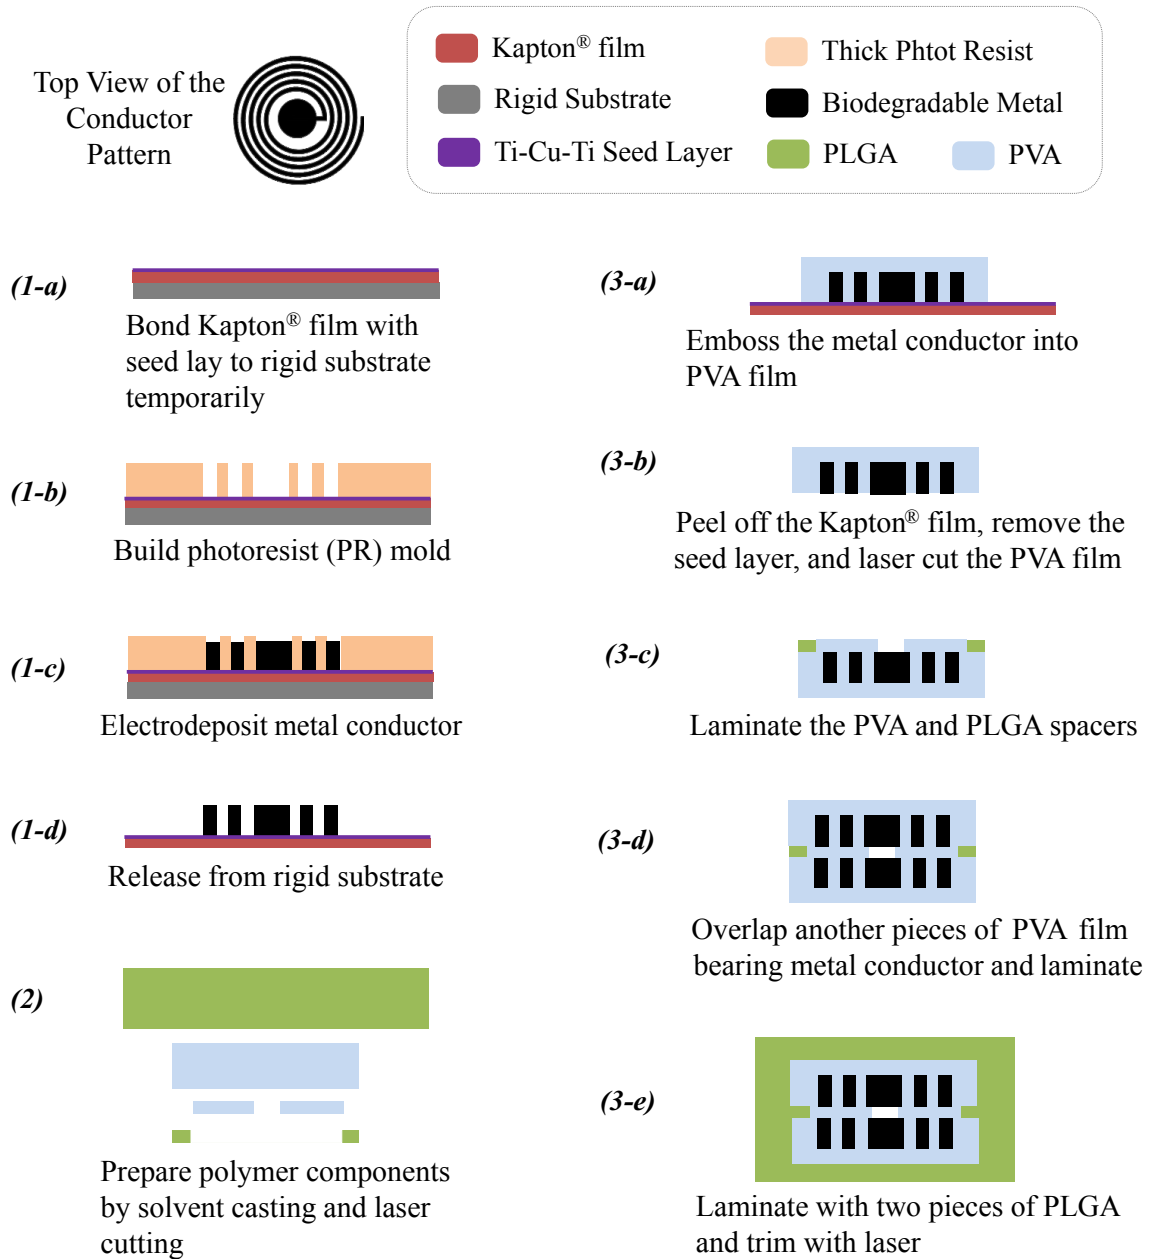 Top View of the
Conductor
Pattern
Kapton® film
Thick Phtot Resist
Rigid Substrate
Biodegradable Metal
Ti-Cu-Ti Seed Layer
PLGA
PVA
(1-a)
Bond Kapton® film with
seed lay to rigid substrate
temporarily
(1-b)
Build photoresist (PR) mold
(1-c)
Electrodeposit metal conductor
(1-d)
Release from rigid substrate
(2)
Prepare polymer components
by solvent casting and laser
cutting
(3-a)
Emboss the metal conductor into
PVA film
(3-b)
Peel off the Kapton® film, remove the
seed layer, and laser cut the PVA film
(3-c)
Laminate the PVA and PLGA spacers
(3-d)
Overlap another pieces of PVA film
bearing metal conductor and laminate
(3-e)
Laminate with two pieces of PLGA
and trim with laser